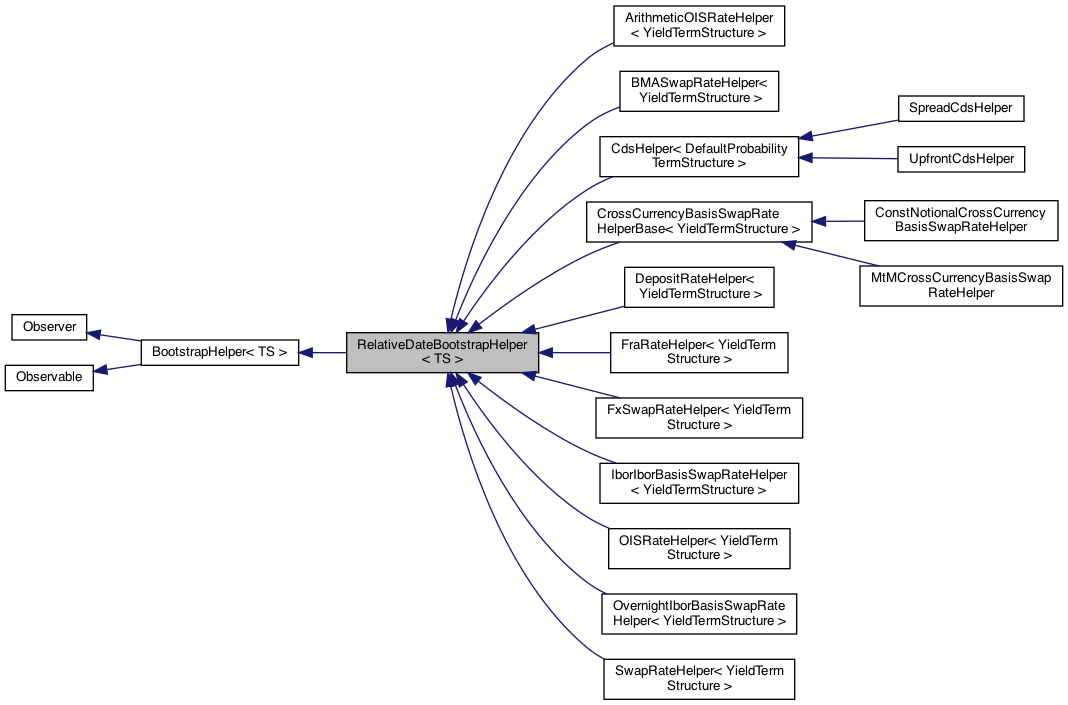 ArithmeticOISRateHelper
< YieldTermStructure >
BMASwapRateHelper<
YieldTermStructure >
SpreadCdsHelper
CdsHelper< DefaultProbability
TermStructure >
UpfrontCdsHelper
CrossCurrencyBasisSwapRate
HelperBase< YieldTermStructure >
ConstNotionalCrossCurrency
BasisSwapRateHelper
MtMCrossCurrencyBasisSwap
RateHelper
DepositRateHelper<
YieldTermStructure >
Observer
Observable
BootstrapHelper< TS >
RelativeDateBootstrapHelper
< TS >
FraRateHelper< YieldTerm
Structure >
FxSwapRateHelper< YieldTerm
Structure >
IborIborBasisSwapRateHelper
< YieldTermStructure >
OISRateHelper< YieldTerm
Structure >
OvernightIborBasisSwapRate
Helper< YieldTermStructure >
SwapRateHelper< YieldTerm
Structure >